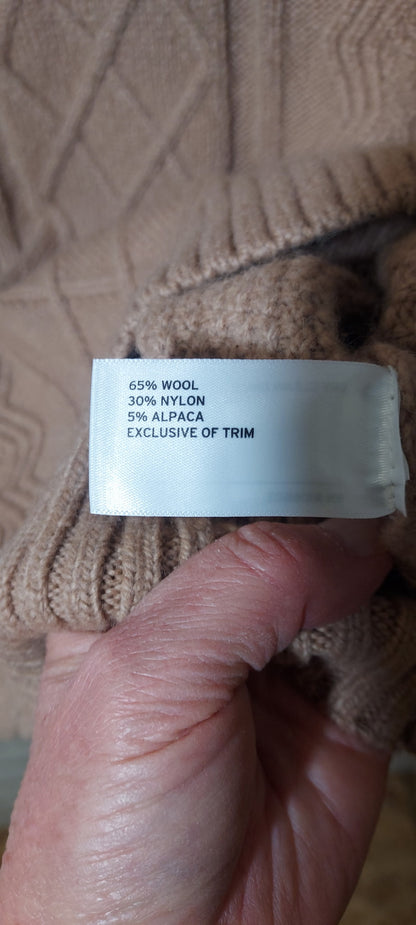 65% WOOL
30% NYLON
5% ALPACA
EXCLUSIVE OF TRIM